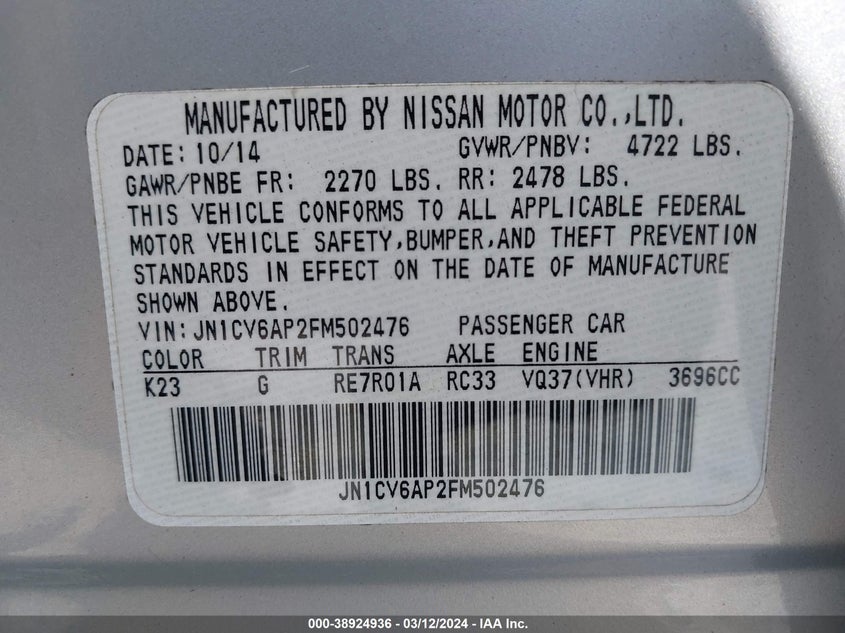 MANUFACTURED BY NISSAN MOTOR CO.,LTD.
DATE: 10/14 GVWR/PNBV: 4722 LBS.
GAWR/PNBE FR: 2270 LBS. RR: 2478 LBS.
THIS VEHICLE CONFORMS TO ALL APPLICABLE FEDERAL
MOTOR VEHICLE SAFETY,BUMPER,AND THEFT PREVENTION
STANDARDS IN EFFECT ON THE DATE OF MANUFACTURE
SHOWN ABOVE.
VIN: JN1CV6AP2FM502476 PASSENGER CAR
COLOR TRIM TRANS AXLE ENGINE
K23 G RE7R01A RC33 VQ37(VHR) 3696CC
JN1CV6AP2FM502476
000-38924936 - 03/12/2024 - IAA Inc.